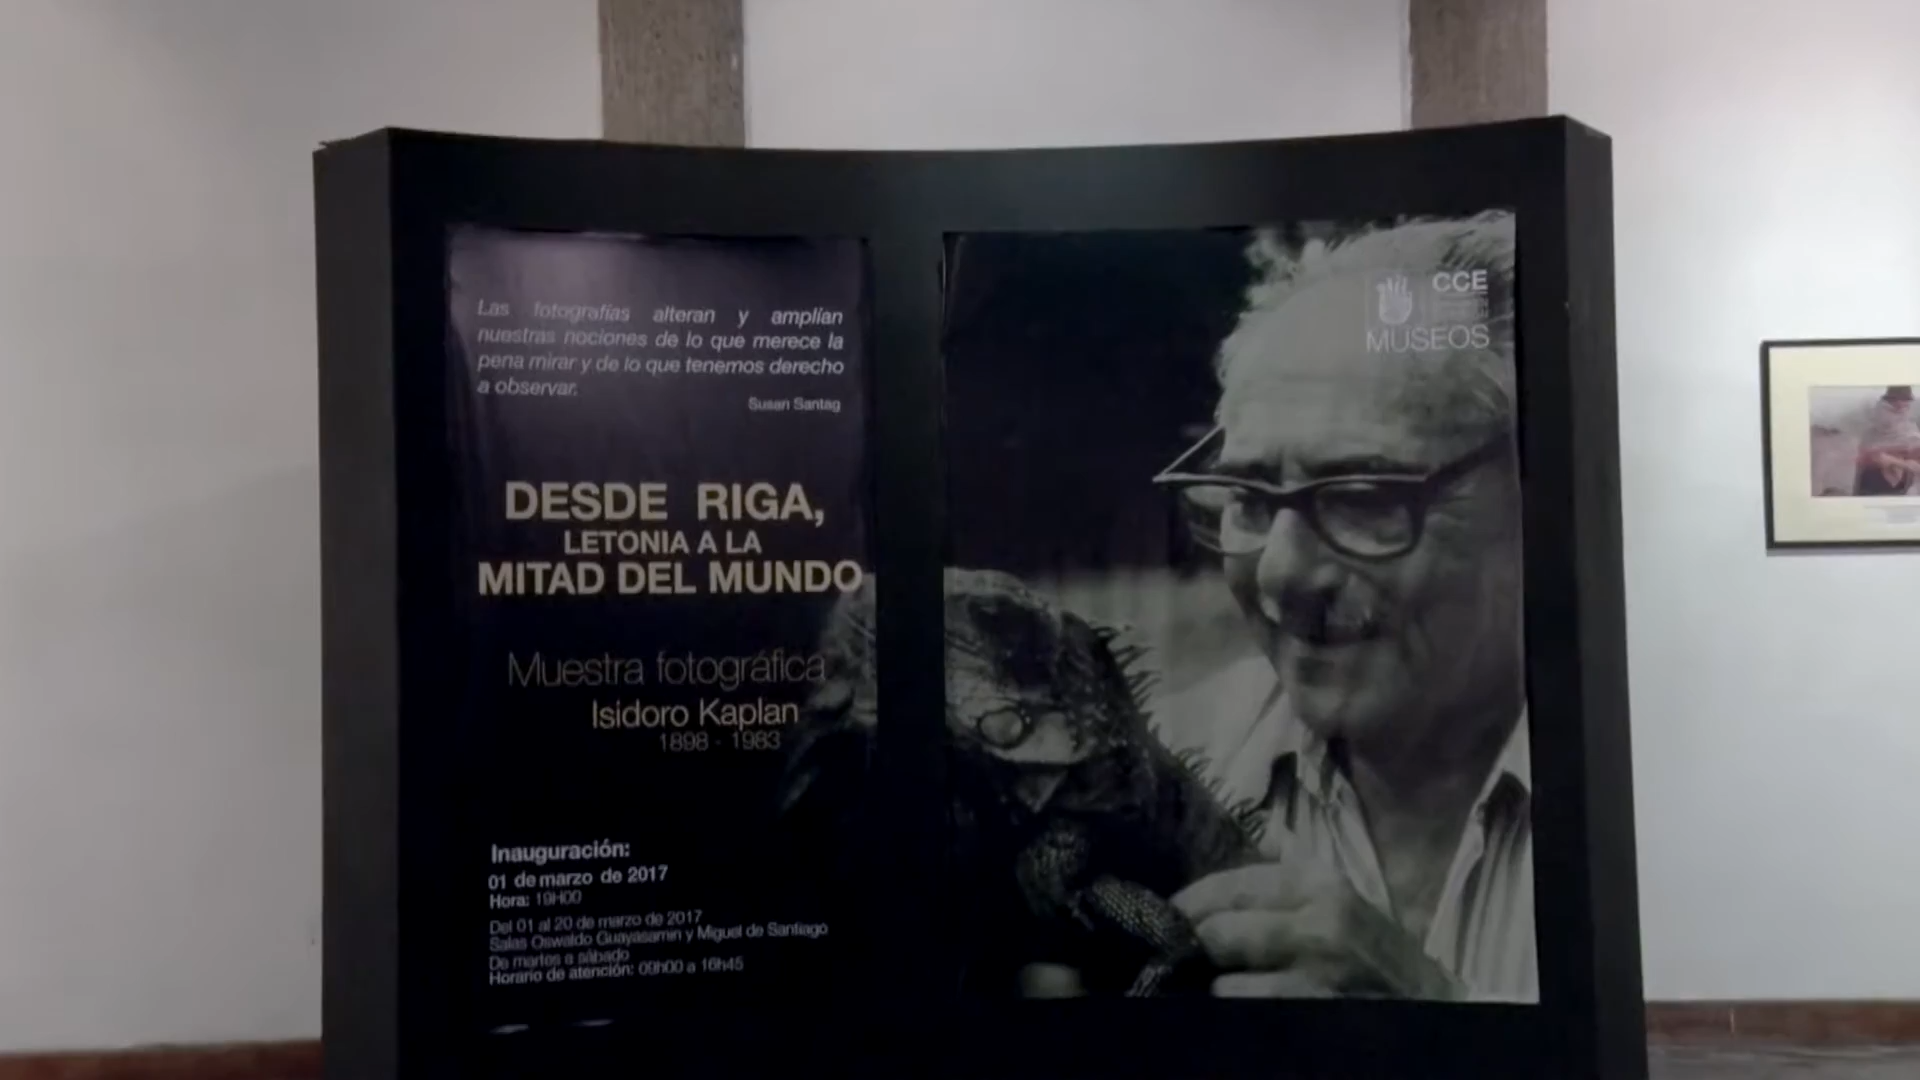 Las fotografías alteran y amplían
nuestras nociones de lo que merece la
pena mirar y de lo que tenemos derecho
a observar.
Susan Santag
DESDE RIGA,
LETONIA A LA
MITAD DEL MUNDO
Muestra fotográfica
Isidoro Kaplan
1898 - 1983
Inauguración:
01 de marzo de 2017
Hora: 19H00
Del 01 al 20 de marzo de 2017
Salas Oswaldo Guayasamin y Miguel de Santiago
De martes a sábado
Horario de atención: 09h00 a 16h45
CCE
MUSEOS